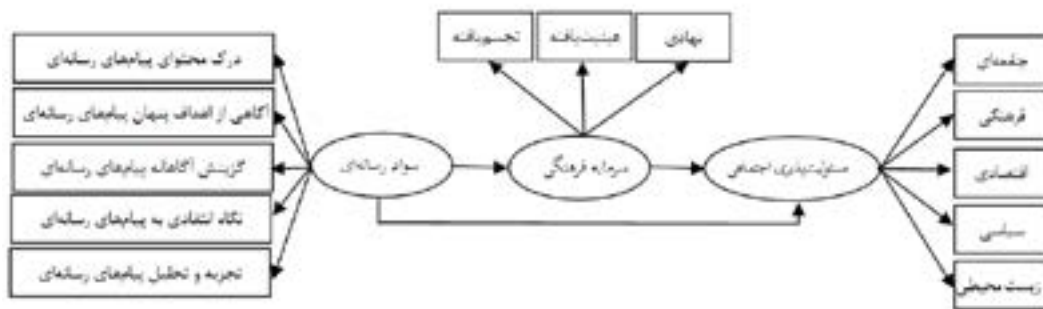 نهادی
عینیت‌یافته
تجسم‌یافته
درک محتوای پیام‌های رسانه‌ای
آگاهی از اهداف پنهان پیام‌های رسانه‌ای
گزینش آگاهانه پیام‌های رسانه‌ای
نگاه انتقادی به پیام‌های رسانه‌ای
تجزیه و تحلیل پیام‌های رسانه‌ای
سواد رسانه‌ای
سرمایه فرهنگی
مسئولیت‌پذیری اجتماعی
فرهنگی
اقتصادی
سیاسی
زیست محیطی